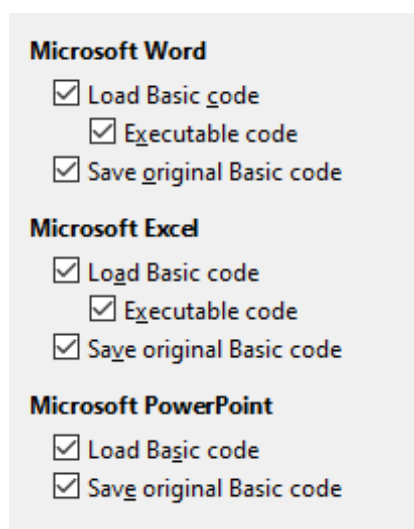 Microsoft Word
Load Basic code
Executable code
Save original Basic code
Microsoft Excel
Load Basic code
Executable code
Save original Basic code
Microsoft PowerPoint
Load Basic code
Save original Basic code